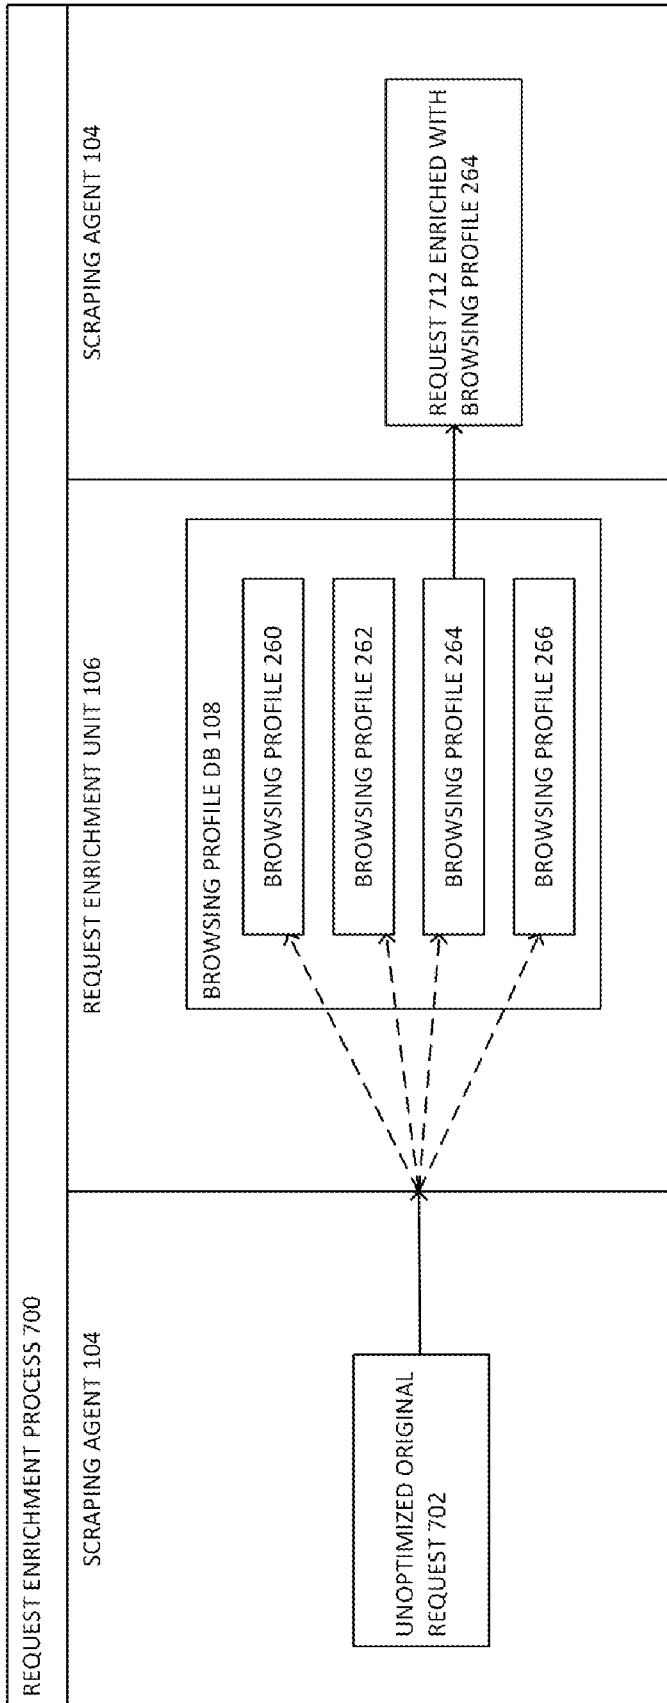 REQUEST ENRICHMENT PROCESS 700
SCRAPING AGENT 104
UNOPTIMIZED ORIGINAL
REQUEST 702
REQUEST ENRICHMENT UNIT 106
BROWSING PROFILE DB 108
BROWSING PROFILE 260
BROWSING PROFILE 262
BROWSING PROFILE 264
BROWSING PROFILE 266
SCRAPING AGENT 104
REQUEST 712 ENRICHED WITH
BROWSING PROFILE 264